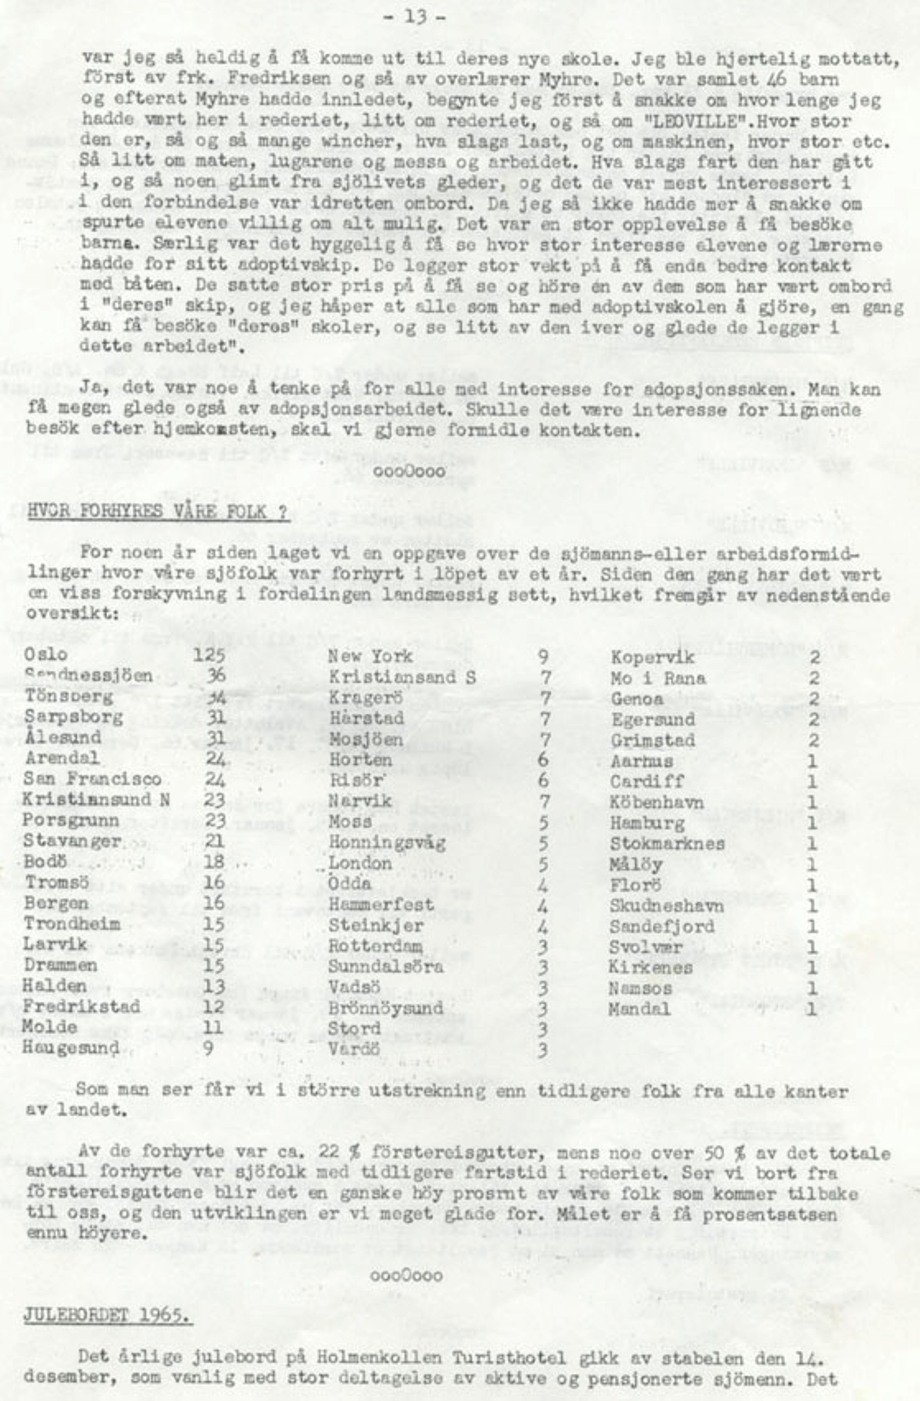 - 13 -
var jeg så heldig å få komme ut til deres nye skole. Jeg ble hjertelig mottatt,
först av frk. Fredriksen og så av overlærer Myhre. Det var samlet 46 barn
og efterat Myhre hadde innledet, begynte jeg först å snakke om hvor lenge jeg
hadde vært her i rederiet, litt om rederiet, og så om "LEOVILLE".Hvor stor
den er, så og så mange wincher, hva slags last, og om maskinen, hvor stor etc.
Så litt om maten, lugarene og messa og arbeidet. Hva slags fart den har gått
i, og så noen glimt fra sjölivets gleder, og det de var mest interessert i
i den forbindelse var idretten ombord. Da jeg så ikke hadde mer å snakke om
spurte elevene villig om alt mulig. Det var en stor opplevelse å få besöke
barna. Særlig var det hyggelig å få se hvor stor interesse elevene og lærerne
hadde for sitt adoptivskip. De legger stor vekt på å få enda bedre kontakt
med båten. De satte stor pris på å få se og höre én av dem som har vært ombord
i "deres" skip, og jeg håper at alle som har med adoptivskolen å gjöre, en gang
kan få besöke "deres" skoler, og se litt av den iver og glede de legger i
dette arbeidet".
Ja, det var noe å tenke på for alle med interesse for adopsjonssaken. Man kan
få megen glede også av adopsjonsarbeidet. Skulle det være interesse for lignende
besök efter hjemkomsten, skal vi gjerne formidle kontakten.
oooOooo
HVOR FORHYRES VÅRE FOLK ?
For noen år siden laget vi en oppgave over de sjömanns-eller arbeidsformid-
linger hvor våre sjöfolk var forhyrt i löpet av et år. Siden den gang har det vært
en viss forskyvning i fordelingen landsmessig sett, hvilket fremgår av nedenstående
oversikt:
Oslo 125 New York 9 Kopervik 2
Sandnessjöen 36 Kristiansand S 7 Mo i Rana 2
Tönsberg 34 Kragerö 7 Genoa 2
Sarpsborg 31 Harstad 7 Egersund 2
Ålesund 31 Mosjöen 7 Grimstad 2
Arendal 24 Horten 6 Aarhus 1
San Francisco 24 Risör 6 Cardiff 1
Kristiansund N 23 Narvik 7 Köbenhavn 1
Porsgrunn 23 Moss 5 Hamburg 1
Stavanger 21 Honningsvåg 5 Stokmarknes 1
Bodö 18 London 5 Målöy 1
Tromsö 16 Odda 4 Florö 1
Bergen 16 Hammerfest 4 Skudneshavn 1
Trondheim 15 Steinkjer 4 Sandefjord 1
Larvik 15 Rotterdam 3 Svolvær 1
Drammen 15 Sunndalsöra 3 Kirkenes 1
Halden 13 Vadsö 3 Namsos 1
Fredrikstad 12 Brönnöysund 3 Mandal 1
Molde 11 Stord 3
Haugesund 9 Vardö 3
Som man ser får vi i större utstrekning enn tidligere folk fra alle kanter
av landet.
Av de forhyrte var ca. 22 % förstereisgutter, mens noe over 50 % av det totale
antall forhyrte var sjöfolk med tidligere fartstid i rederiet. Ser vi bort fra
förstereisguttene blir det en ganske höy prosent av våre folk som kommer tilbake
til oss, og den utviklingen er vi meget glade for. Målet er å få prosentsatsen
ennu höyere.
oooOooo
JULEBORDET 1965.
Det årlige julebord på Holmenkollen Turisthotel gikk av stabelen den 14.
desember, som vanlig med stor deltagelse av aktive og pensjonerte sjömenn. Det